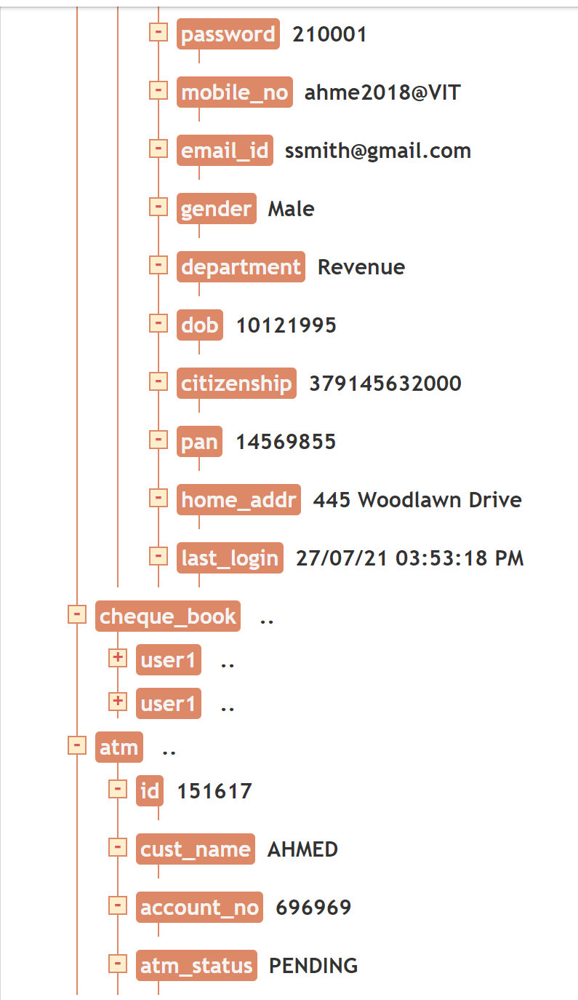 password 210001
mobile_no ahme2018@VIT
email_id ssmith@gmail.com
gender Male
department Revenue
dob 10121995
citizenship 379145632000
pan 14569855
home_addr 445 Woodlawn Drive
last_login 27/07/21 03:53:18 PM
cheque_book ..
user1 ..
user1 ..
atm ..
id 151617
cust_name AHMED
account_no 696969
atm_status PENDING